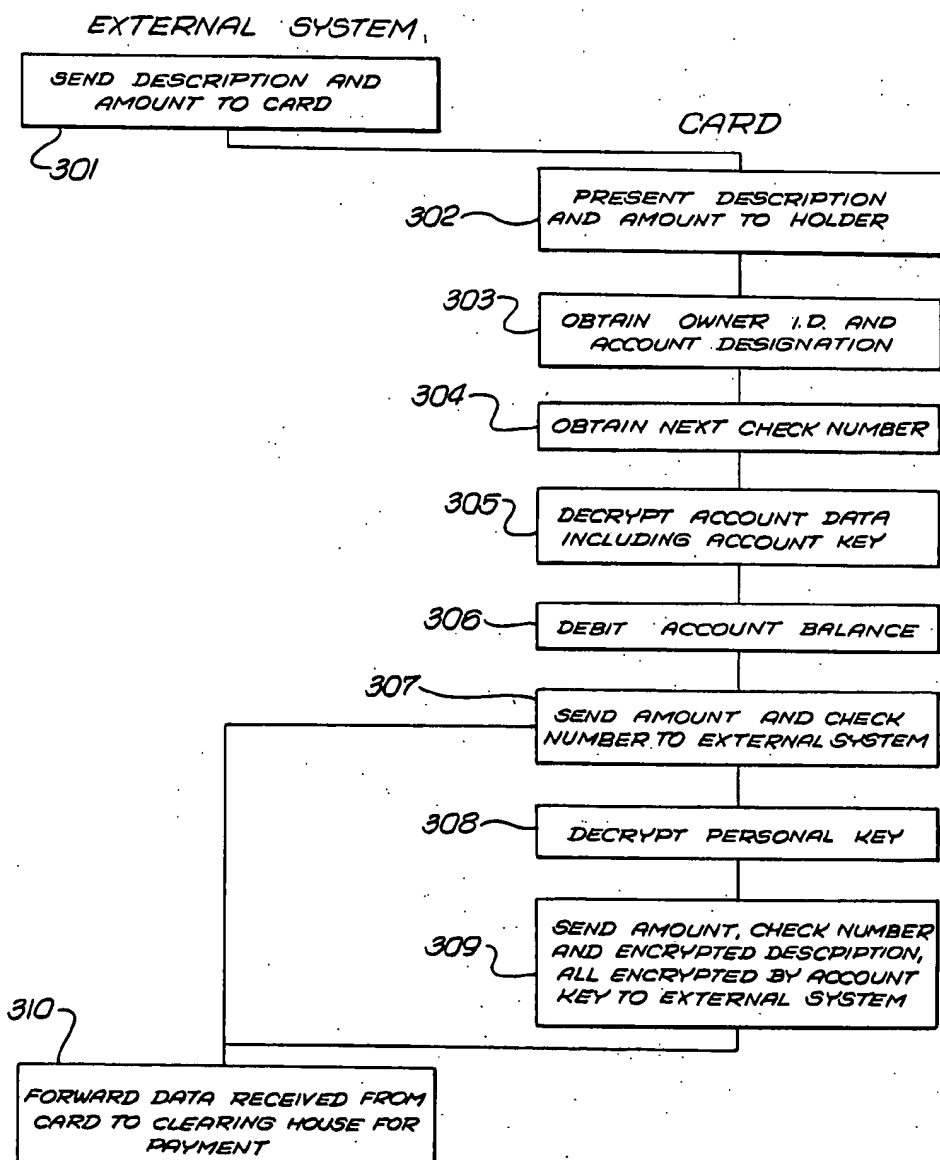 EXTERNAL SYSTEM
SEND DESCRIPTION AND
AMOUNT TO CARD
301
CARD
302
PRESENT DESCRIPTION
AND AMOUNT TO HOLDER
303
OBTAIN OWNER I.D. AND
ACCOUNT DESIGNATION
304
OBTAIN NEXT CHECK NUMBER
305
DECRYPT ACCOUNT DATA
INCLUDING ACCOUNT KEY
306
DEBIT ACCOUNT BALANCE
307
SEND AMOUNT AND CHECK
NUMBER TO EXTERNAL SYSTEM
308
DECRYPT PERSONAL KEY
309
SEND AMOUNT, CHECK NUMBER
AND ENCRYPTED DESCPIPTION,
ALL ENCRYPTED BY ACCOUNT
KEY TO EXTERNAL SYSTEM
310
FORWARD DATA RECEIVED FROM
CARD TO CLEARING HOUSE FOR
PAYMENT